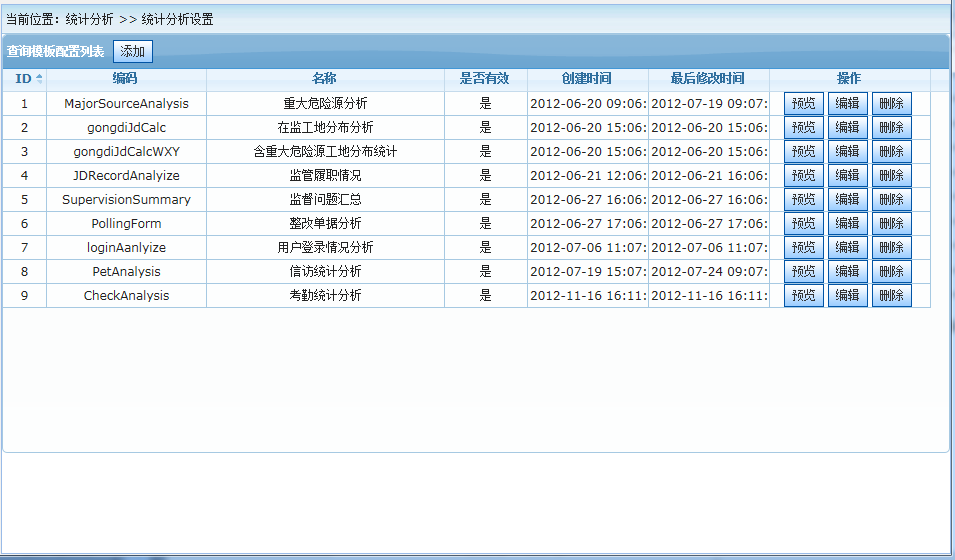 当前位置：统计分析 >> 统计分析设置
查询模板配置列表 添加
ID 编码 名称 是否有效 创建时间 最后修改时间 操作
1 MajorSourceAnalysis 重大危险源分析 是 2012-06-20 09:06: 2012-07-19 09:07: 预览 编辑 删除
2 gongdiJdCalc 在监工地分布分析 是 2012-06-20 15:06: 2012-06-20 15:06: 预览 编辑 删除
3 gongdiJdCalcWXY 含重大危险源工地分布统计 是 2012-06-20 15:06: 2012-06-20 15:06: 预览 编辑 删除
4 JDRecordAnalyize 监管履职情况 是 2012-06-21 12:06: 2012-06-21 16:06: 预览 编辑 删除
5 SupervisionSummary 监督问题汇总 是 2012-06-27 16:06: 2012-06-27 16:06: 预览 编辑 删除
6 PollingForm 整改单据分析 是 2012-06-27 17:06: 2012-06-27 17:06: 预览 编辑 删除
7 loginAanlyize 用户登录情况分析 是 2012-07-06 11:07: 2012-07-06 11:07: 预览 编辑 删除
8 PetAnalysis 信访统计分析 是 2012-07-19 15:07: 2012-07-24 09:07: 预览 编辑 删除
9 CheckAnalysis 考勤统计分析 是 2012-11-16 16:11: 2012-11-16 16:11: 预览 编辑 删除